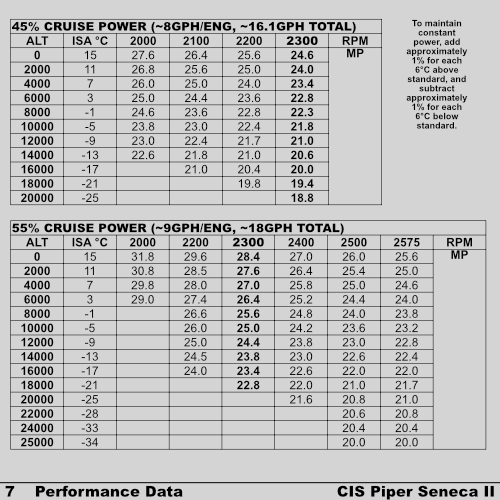 45% CRUISE POWER (~8GPH/ENG, ~16.1GPH TOTAL)
ALT ISA °C 2000 2100 2200 2300 RPM
0 15 27.6 26.4 25.6 24.6 MP
2000 11 26.8 25.6 25.0 24.0
4000 7 26.0 25.0 24.0 23.4
6000 3 25.0 24.4 23.6 22.8
8000 -1 24.6 23.6 22.8 22.3
10000 -5 23.8 23.0 22.4 21.8
12000 -9 23.0 22.4 21.7 21.0
14000 -13 22.6 21.8 21.0 20.6
16000 -17 21.0 20.4 20.0
18000 -21 19.8 19.4
20000 -25 18.8
To maintain
constant
power, add
approximately
1% for each
6°C above
standard, and
subtract
approximately
1% for each
6°C below
standard.
55% CRUISE POWER (~9GPH/ENG, ~18GPH TOTAL)
ALT ISA °C 2000 2200 2300 2400 2500 2575 RPM
0 15 31.8 29.6 28.4 27.0 26.0 25.6 MP
2000 11 30.8 28.5 27.6 26.4 25.4 25.0
4000 7 29.8 28.0 27.0 25.8 25.0 24.6
6000 3 29.0 27.4 26.4 25.2 24.4 24.0
8000 -1 26.6 25.6 24.8 24.0 23.8
10000 -5 26.0 25.0 24.2 23.6 23.2
12000 -9 25.0 24.4 23.8 23.0 22.8
14000 -13 24.5 23.8 23.0 22.6 22.4
16000 -17 24.0 23.4 22.6 22.0 22.0
18000 -21 22.8 22.0 21.0 21.7
20000 -25 21.6 20.8 21.0
22000 -28 20.6 20.8
24000 -33 20.4 20.4
25000 -34 20.0 20.0
7 Performance Data CIS Piper Seneca II